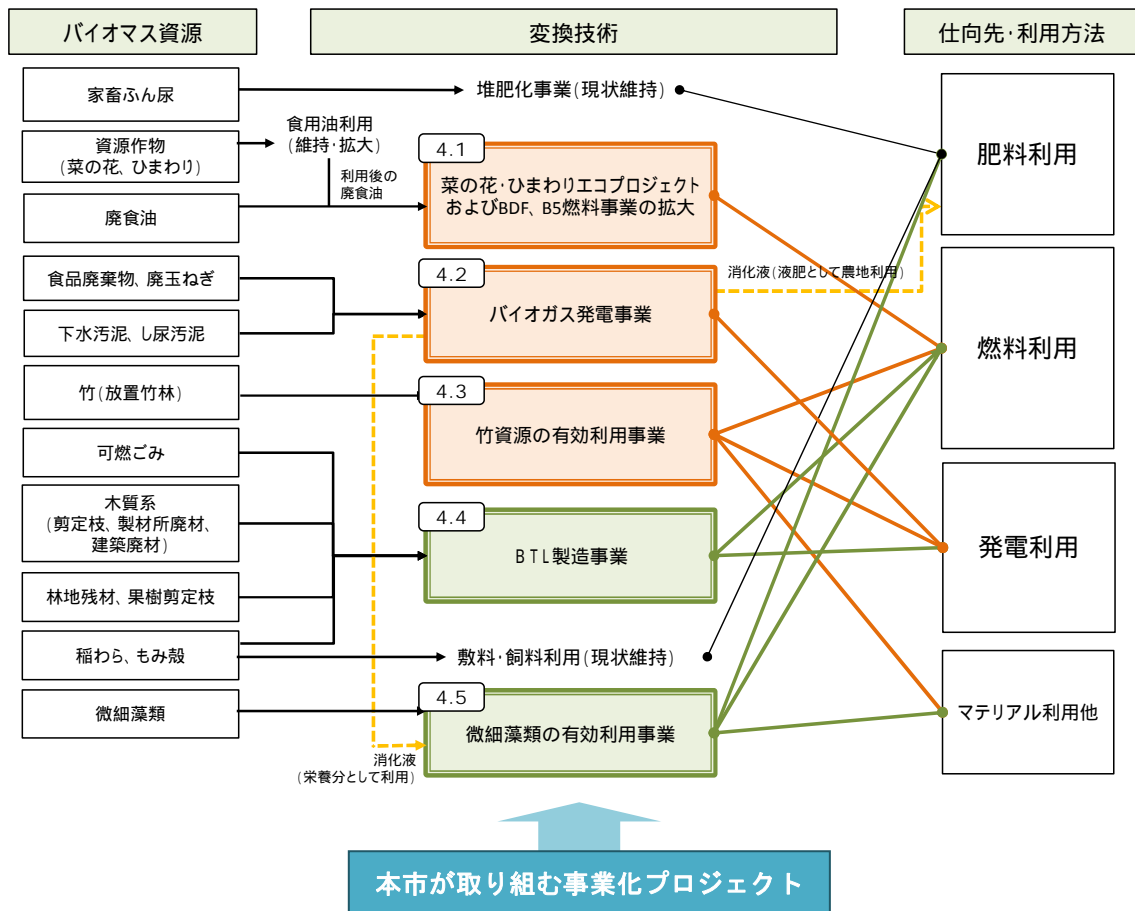 バイオマス資源
変換技術
仕向先・利用方法
家畜ふん尿
堆肥化事業(現状維持)
資源作物
(菜の花、ひまわり)
食用油利用
(維持・拡大)
利用後の
廃食油
廃食油
4.1
菜の花・ひまわりエコプロジェクト
およびBDF、B5燃料事業の拡大
食品廃棄物、廃玉ねぎ
下水汚泥、し尿汚泥
4.2
バイオガス発電事業
消化液(液肥として農地利用)
竹(放置竹林)
4.3
竹資源の有効利用事業
可燃ごみ
木質系
(剪定枝、製材所廃材、
建築廃材)
林地残材、果樹剪定枝
4.4
BTL製造事業
稲わら、もみ殻
敷料・飼料利用(現状維持)
微細藻類
4.5
微細藻類の有効利用事業
消化液
(栄養分として利用)
肥料利用
燃料利用
発電利用
マテリアル利用他
本市が取り組む事業化プロジェクト